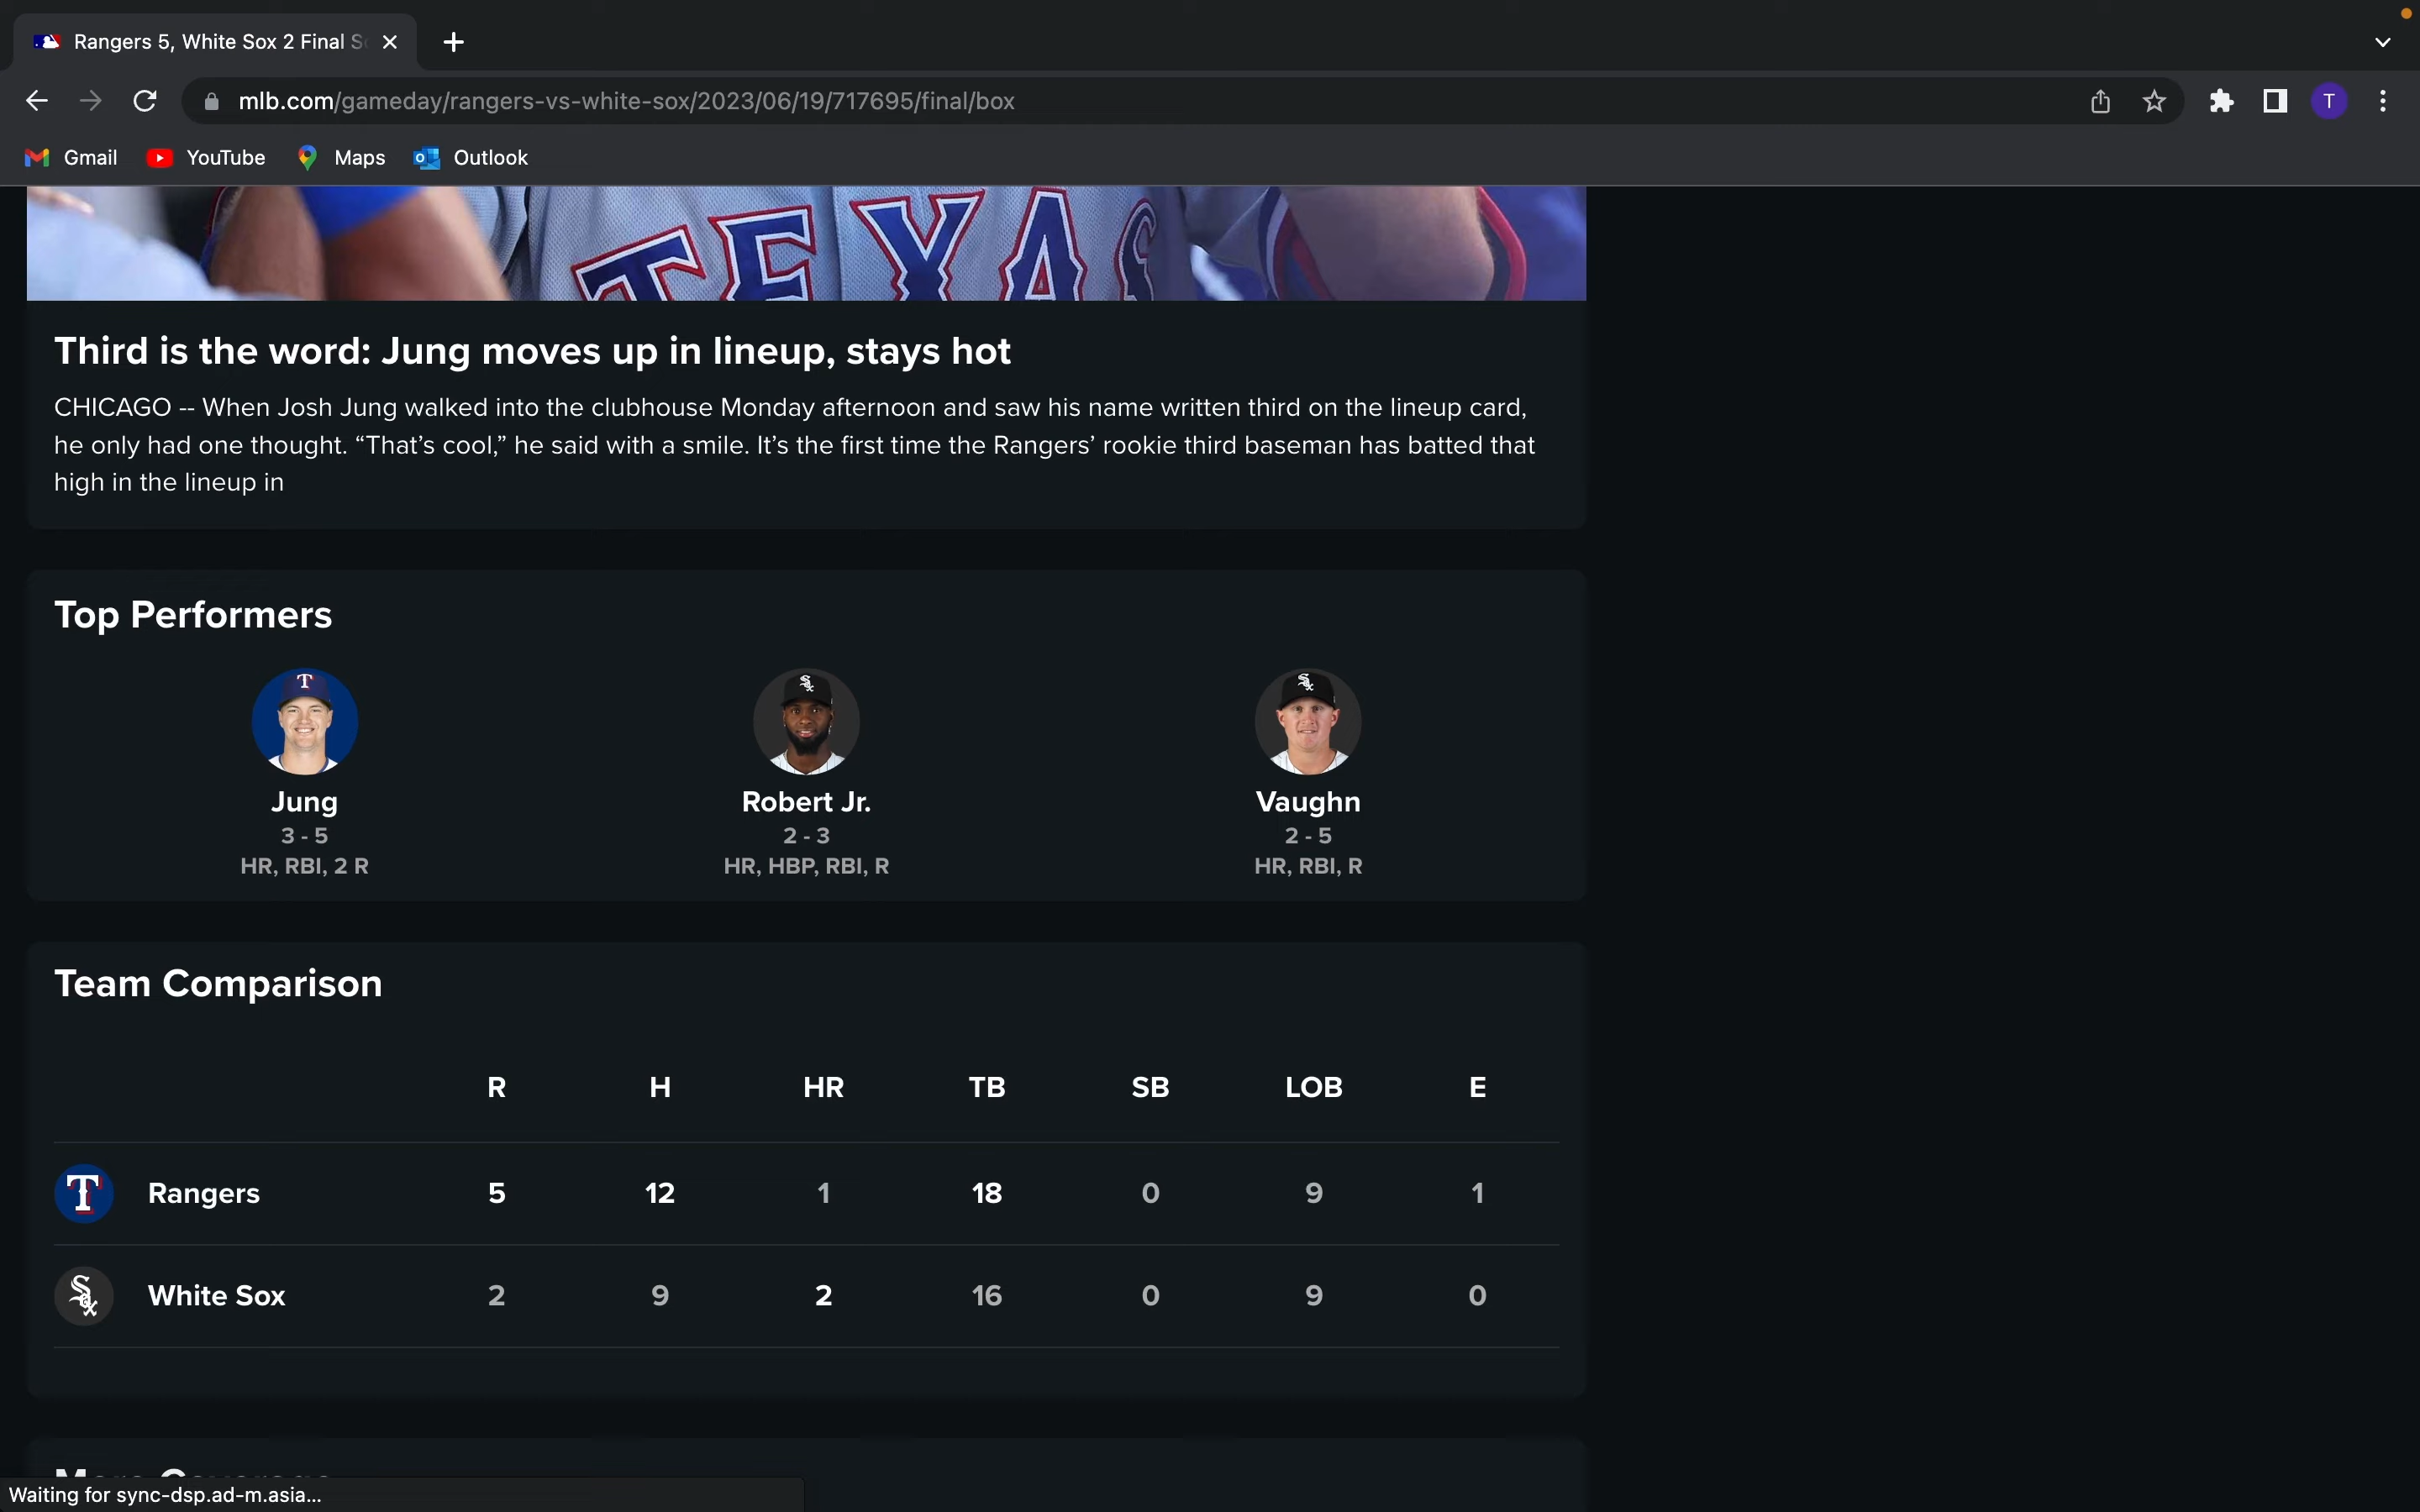 Rangers 5, White Sox 2 Final S
mlb.com/gameday/rangers-vs-white-sox/2023/06/19/717695/final/box
T
Gmail
YouTube
Maps
Outlook
TEXAS
Third is the word: Jung moves up in lineup, stays hot
CHICAGO -- When Josh Jung walked into the clubhouse Monday afternoon and saw his name written third on the lineup card,
he only had one thought. “That’s cool,” he said with a smile. It’s the first time the Rangers’ rookie third baseman has batted that
high in the lineup in
Top Performers
Jung
3 - 5
HR, RBI, 2 R
Robert Jr.
2 - 3
HR, HBP, RBI, R
Vaughn
2 - 5
HR, RBI, R
Team Comparison
R H HR TB SB LOB E
Rangers 5 12 1 18 0 9 1
White Sox 2 9 2 16 0 9 0
More Coverage
Waiting for sync-dsp.ad-m.asia...